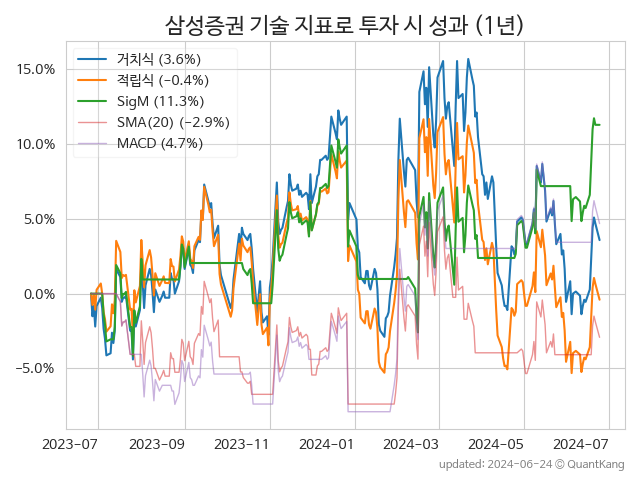 삼성증권 기술 지표로 투자 시 성과 (1년)
거치식 (3.6%)
적립식 (−0.4%)
SigM (11.3%)
SMA(20) (−2.9%)
MACD (4.7%)
15.0%
10.0%
5.0%
0.0%
−5.0%
2023-07
2023-09
2023-11
2024-01
2024-03
2024-05
2024-07
updated: 2024-06-24 ⓒ QuantKang